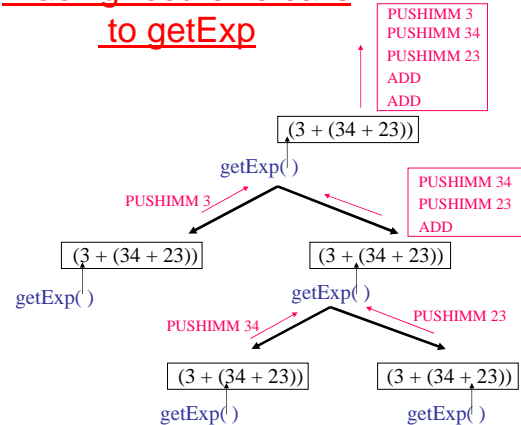 to getExp
PUSHIMM 3
PUSHIMM 34
PUSHIMM 23
ADD
ADD
(3 + (34 + 23))
getExp( )
PUSHIMM 3
PUSHIMM 34
PUSHIMM 23
ADD
(3 + (34 + 23))
(3 + (34 + 23))
getExp( )
getExp( )
PUSHIMM 34
PUSHIMM 23
(3 + (34 + 23))
(3 + (34 + 23))
getExp( )
getExp( )